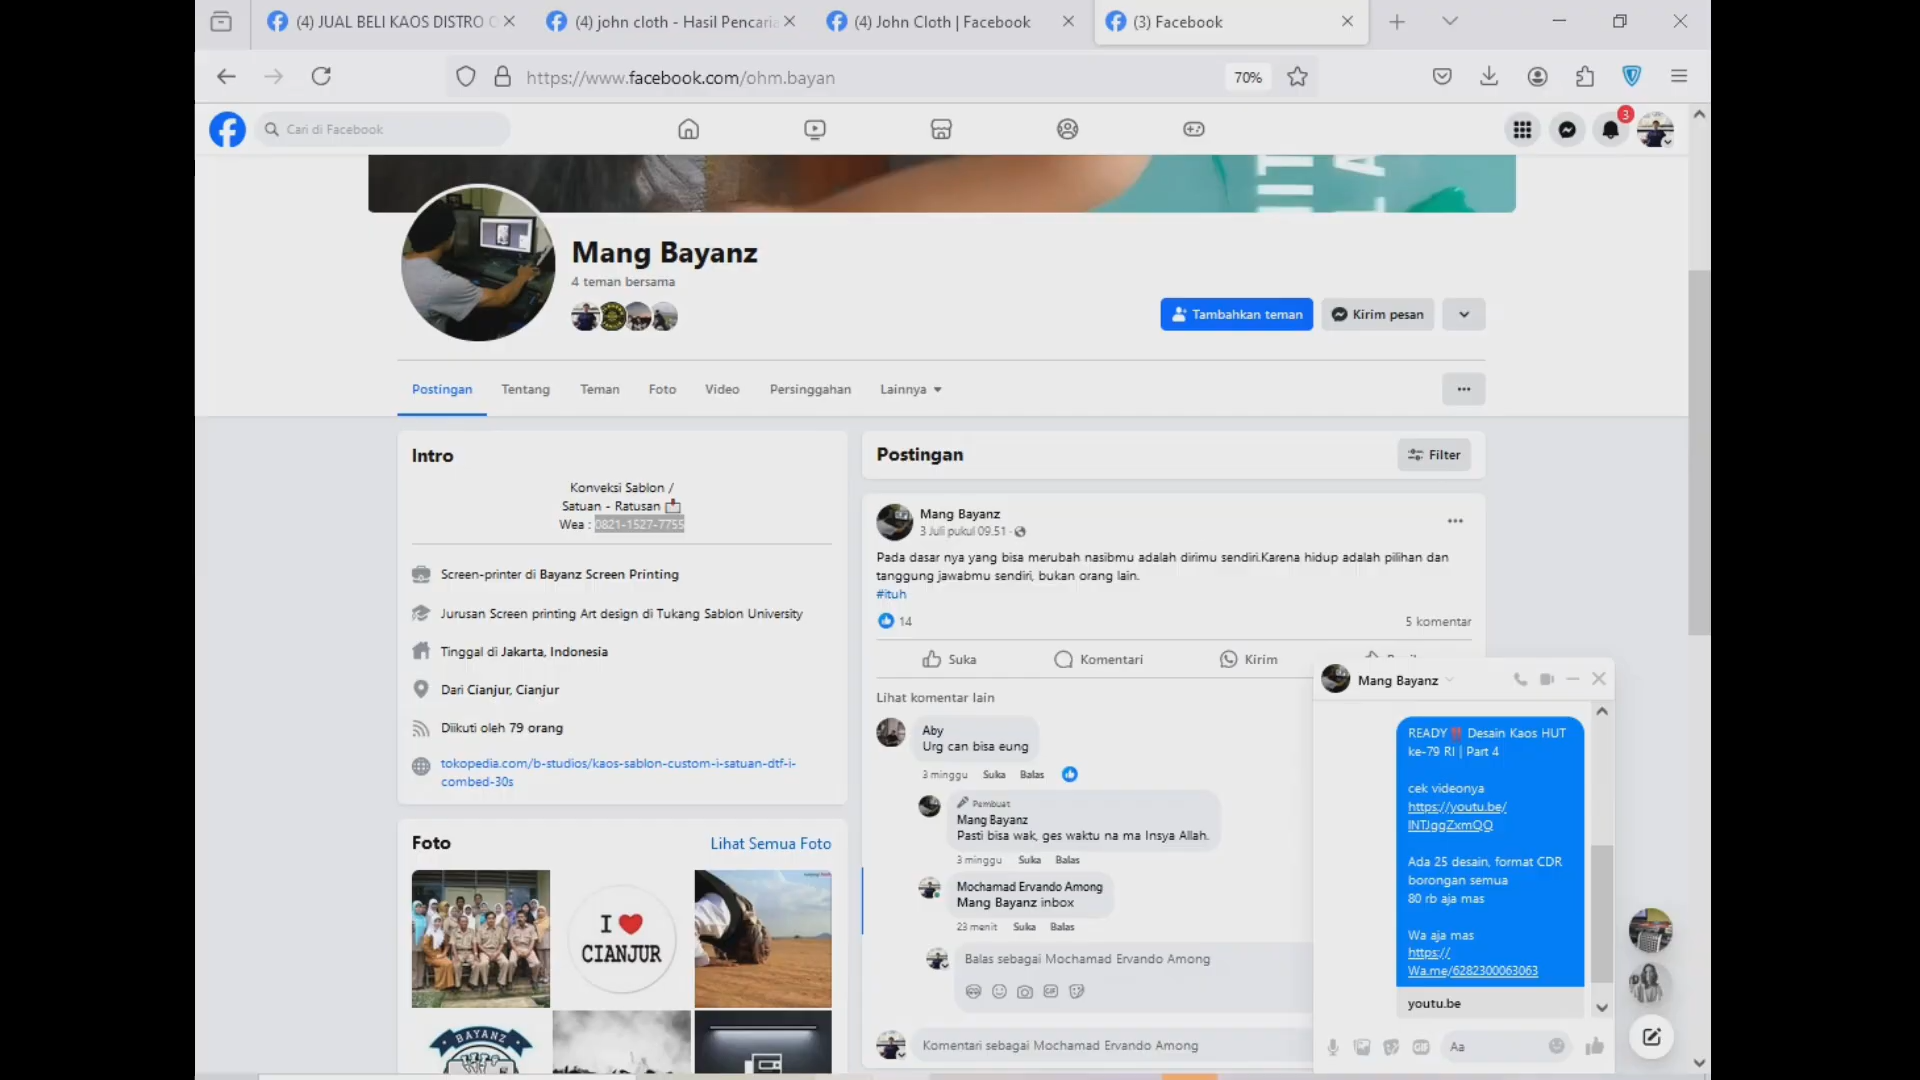 (4) JUAL BELI KAOS DISTRO
(4) john cloth - Hasil Pencaria
(4) John Cloth | Facebook
(3) Facebook
https://www.facebook.com/ohm.bayan
70%
Cari di Facebook
3
Mang Bayanz
4 teman bersama
Tambahkan teman
Kirim pesan
Postingan
Tentang
Teman
Foto
Video
Persinggahan
Lainnya
Intro
Konveksi Sablon /
Satuan - Ratusan
Wea : 0821-1527-7755
Screen-printer di Bayanz Screen Printing
Jurusan Screen printing Art design di Tukang Sablon University
Tinggal di Jakarta, Indonesia
Dari Cianjur, Cianjur
Diikuti oleh 79 orang
tokopedia.com/b-studios/kaos-sablon-custom-i-satuan-dtf-i-
combed-30s
Foto
Lihat Semua Foto
I
CIANJUR
BAYANZ
Postingan
Filter
Mang Bayanz
3 Juli pukul 09.51
Pada dasar nya yang bisa merubah nasibmu adalah dirimu sendiri.Karena hidup adalah pilihan dan
tanggung jawabmu sendiri, bukan orang lain.
#ituh
14
5 komentar
Suka
Komentari
Kirim
Lihat komentar lain
Aby
Urg can bisa eung
3 minggu Suka Balas
Pembuat
Mang Bayanz
Pasti bisa wak, ges waktu na ma Insya Allah.
3 minggu Suka Balas
Mochamad Ervando Among
Mang Bayanz inbox
23 menit Suka Balas
Balas sebagai Mochamad Ervando Among
GIF
Komentari sebagai Mochamad Ervando Among
Mang Bayanz
READY‼️ Desain Kaos HUT
ke-79 RI | Part 4
cek videonya
https://youtu.be/
lNTJqgZxmQQ
Ada 25 desain, format CDR
borongan semua
80 rb aja mas
Wa aja mas
https://
Wa.me/6282300063063
youtu.be
GIF
Aa